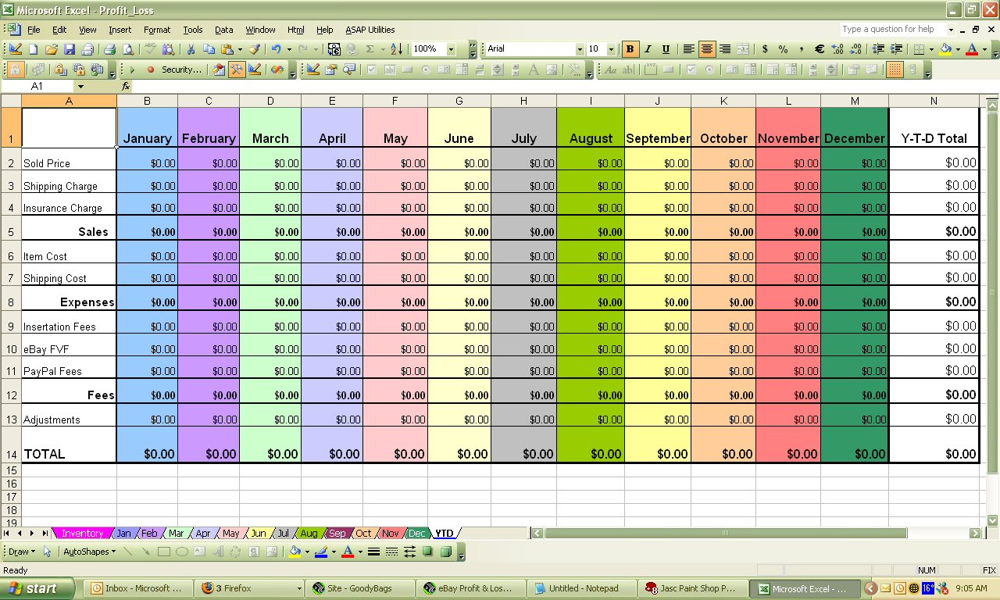 Microsoft Excel - Profit_Loss
File Edit View Insert Format Tools Data Window Html Help ASAP Utilities Type a question for help
100% Arial 10 B I U $ % , €
Security...
A1 fx
A B C D E F G H I J K L M N
1 January February March April May June July August September October November December Y-T-D Total
2 Sold Price $0.00 $0.00 $0.00 $0.00 $0.00 $0.00 $0.00 $0.00 $0.00 $0.00 $0.00 $0.00 $0.00
3 Shipping Charge $0.00 $0.00 $0.00 $0.00 $0.00 $0.00 $0.00 $0.00 $0.00 $0.00 $0.00 $0.00 $0.00
4 Insurance Charge $0.00 $0.00 $0.00 $0.00 $0.00 $0.00 $0.00 $0.00 $0.00 $0.00 $0.00 $0.00 $0.00
5 Sales $0.00 $0.00 $0.00 $0.00 $0.00 $0.00 $0.00 $0.00 $0.00 $0.00 $0.00 $0.00 $0.00
6 Item Cost $0.00 $0.00 $0.00 $0.00 $0.00 $0.00 $0.00 $0.00 $0.00 $0.00 $0.00 $0.00 $0.00
7 Shipping Cost $0.00 $0.00 $0.00 $0.00 $0.00 $0.00 $0.00 $0.00 $0.00 $0.00 $0.00 $0.00 $0.00
8 Expenses $0.00 $0.00 $0.00 $0.00 $0.00 $0.00 $0.00 $0.00 $0.00 $0.00 $0.00 $0.00 $0.00
9 Insertation Fees $0.00 $0.00 $0.00 $0.00 $0.00 $0.00 $0.00 $0.00 $0.00 $0.00 $0.00 $0.00 $0.00
10 eBay FVF $0.00 $0.00 $0.00 $0.00 $0.00 $0.00 $0.00 $0.00 $0.00 $0.00 $0.00 $0.00 $0.00
11 PayPal Fees $0.00 $0.00 $0.00 $0.00 $0.00 $0.00 $0.00 $0.00 $0.00 $0.00 $0.00 $0.00 $0.00
12 Fees $0.00 $0.00 $0.00 $0.00 $0.00 $0.00 $0.00 $0.00 $0.00 $0.00 $0.00 $0.00 $0.00
13 Adjustments $0.00 $0.00 $0.00 $0.00 $0.00 $0.00 $0.00 $0.00 $0.00 $0.00 $0.00 $0.00 $0.00
14 TOTAL $0.00 $0.00 $0.00 $0.00 $0.00 $0.00 $0.00 $0.00 $0.00 $0.00 $0.00 $0.00 $0.00
15
16
17
18
19
Inventory Jan Feb Mar Apr May Jun Jul Aug Sep Oct Nov Dec YTD
Draw AutoShapes
Ready NUM FIX
start Inbox - Microsoft ... 3 Firefox Site - GoodyBags eBay Profit & Los... Untitled - Notepad Jasc Paint Shop P... Microsoft Excel - ... 16° 9:05 AM